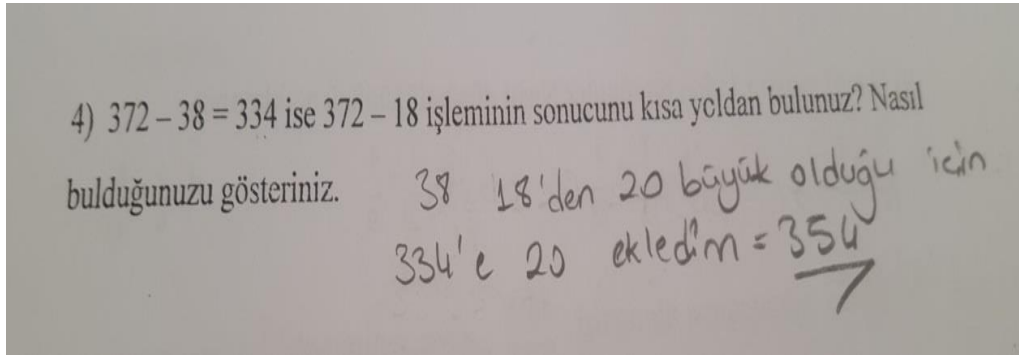 4) 372 – 38 = 334 ise 372 – 18 işleminin sonucunu kısa yoldan bulunuz? Nasıl
bulduğunuzu gösteriniz. 38 18'den 20 büyük olduğu için
334'e 20 ekledim = 354